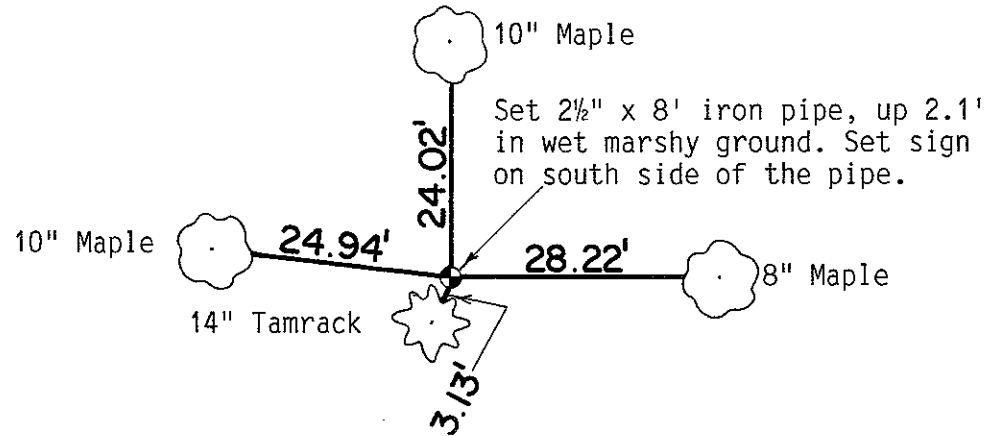 10" Maple
Set 2½" x 8' iron pipe, up 2.1'
in wet marshy ground. Set sign
on south side of the pipe.
24.02'
10" Maple
24.94'
28.22'
8" Maple
14" Tamrack
3.13'